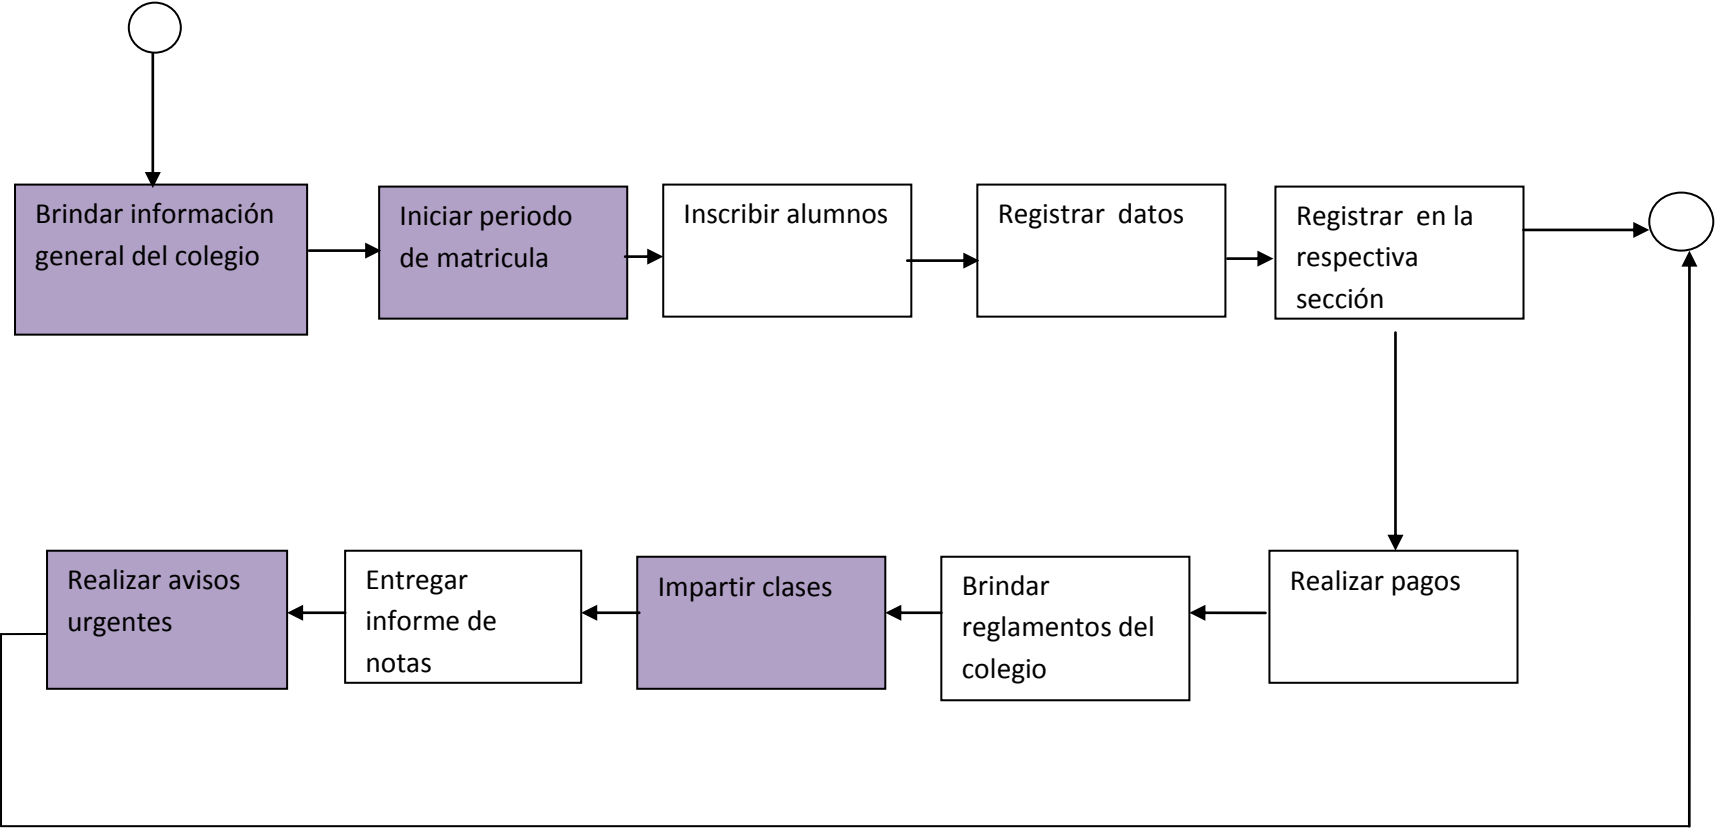 Brindar información
general del colegio
Iniciar periodo
de matricula
Inscribir alumnos
Registrar  datos
Registrar  en la
respectiva
sección
Realizar avisos
urgentes
Entregar
informe de
notas
Impartir clases
Brindar
reglamentos del
colegio
Realizar pagos